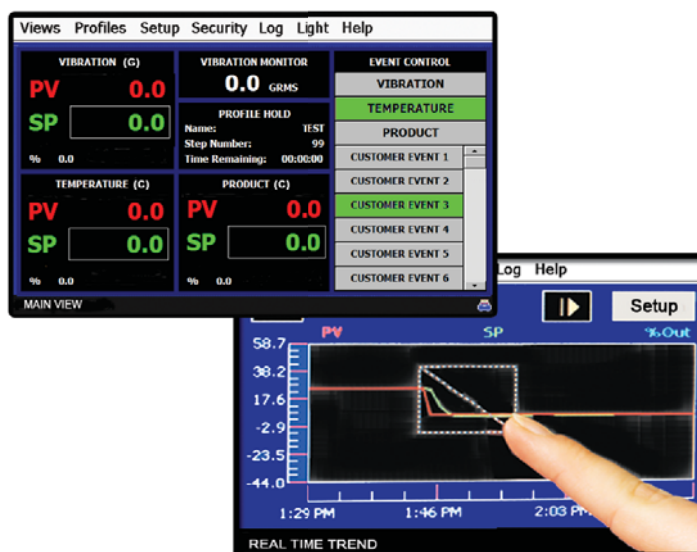 Views Profiles Setup Security Log Light Help
VIBRATION (G)
PV 0.0
SP 0.0
% 0.0
VIBRATION MONITOR
0.0 GRMS
PROFILE HOLD
Name: TEST
Step Number: 99
Time Remaining: 00:00:00
EVENT CONTROL
VIBRATION
TEMPERATURE
PRODUCT
CUSTOMER EVENT 1
CUSTOMER EVENT 2
CUSTOMER EVENT 3
CUSTOMER EVENT 4
CUSTOMER EVENT 5
CUSTOMER EVENT 6
TEMPERATURE (C)
PV 0.0
SP 0.0
% 0.0
PRODUCT (C)
PV 0.0
SP 0.0
% 0.0
MAIN VIEW
Log Help
Setup
PV SP %Out
58.7
38.2
17.6
-2.9
-23.5
-44.0
1:29 PM 1:46 PM 2:03 PM
REAL TIME TREND